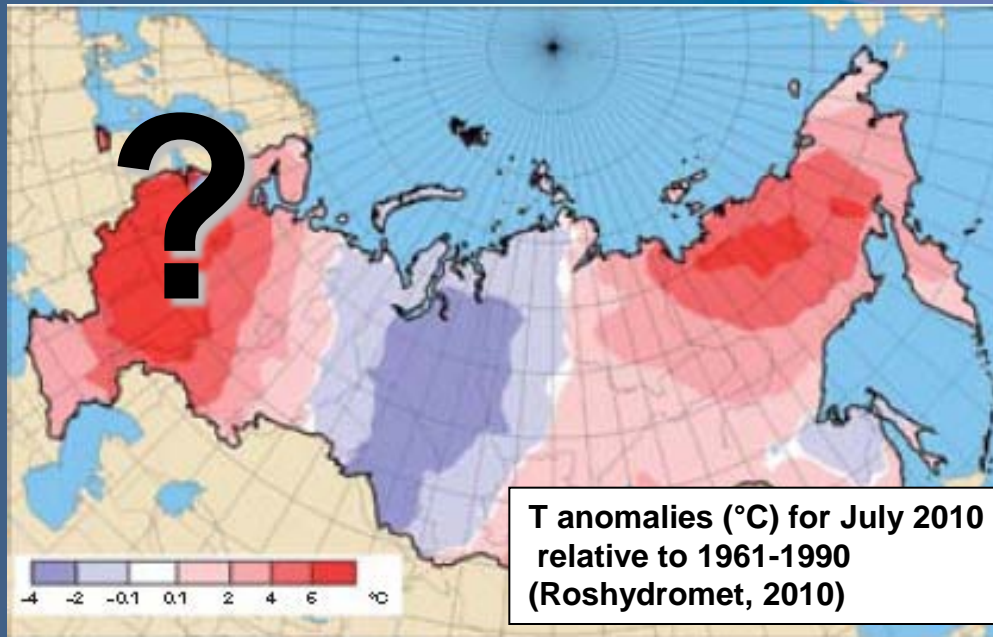 ?
-4 -2 -0.1 0.1 2 4 6 °C
T anomalies (°C) for July 2010
relative to 1961-1990
(Roshydromet, 2010)